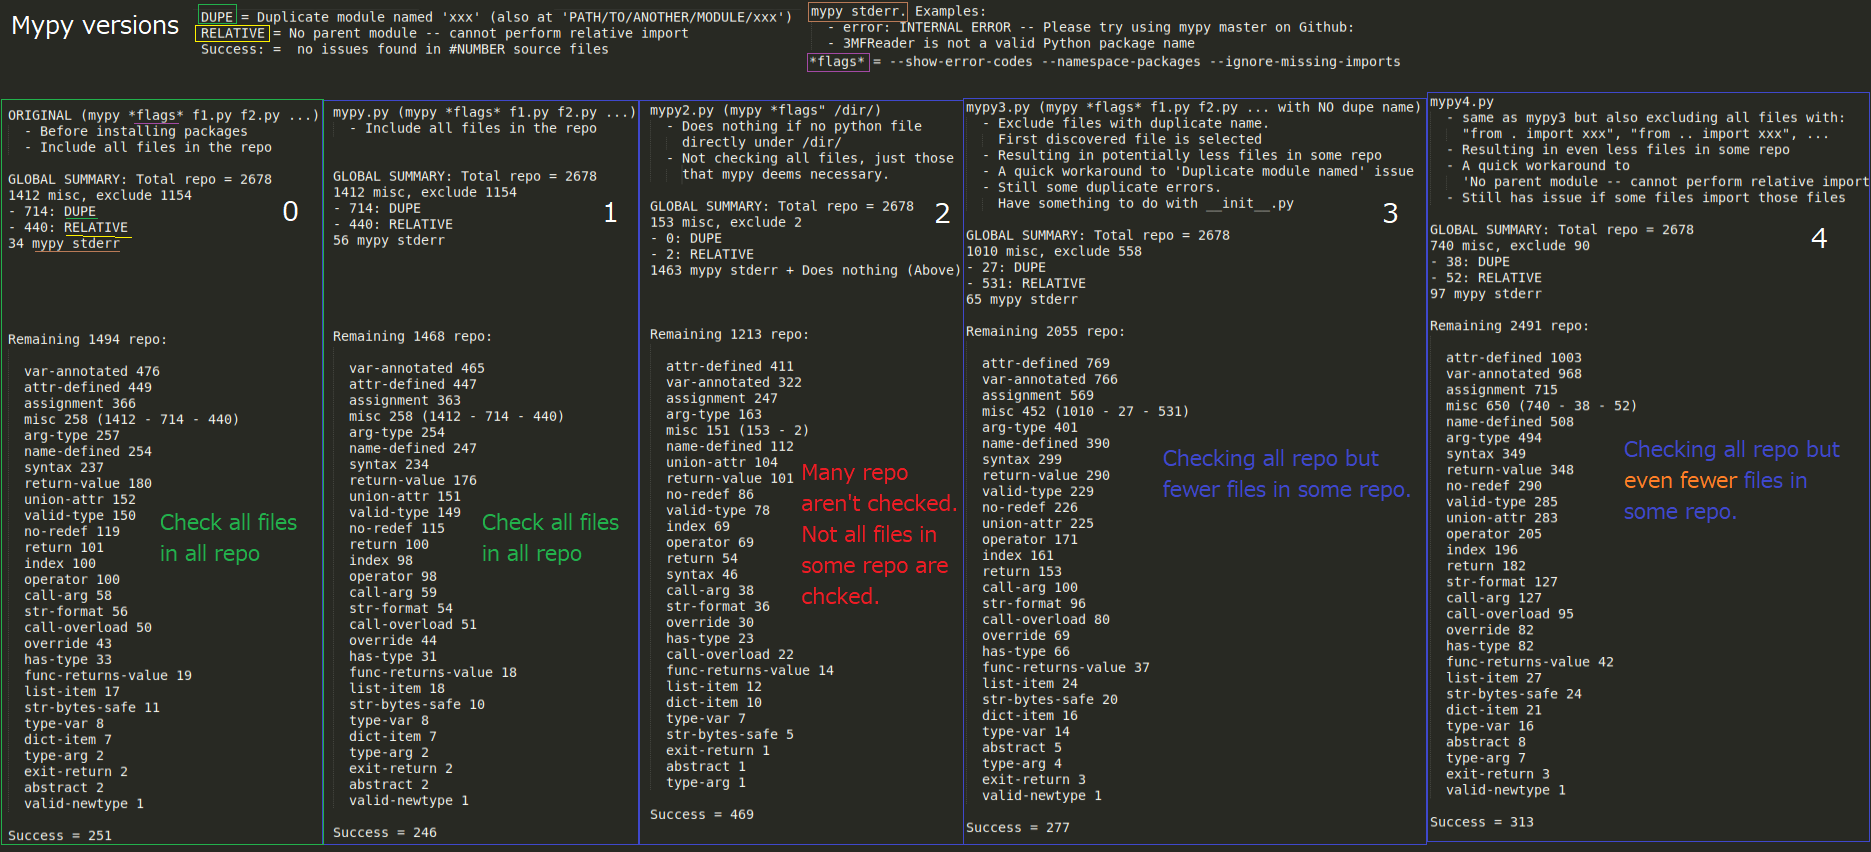 Mypy versions
DUPE = Duplicate module named 'xxx' (also at 'PATH/TO/ANOTHER/MODULE/xxx')
RELATIVE = No parent module -- cannot perform relative import
Success: =  no issues found in #NUMBER source files
mypy stderr. Examples:
- error: INTERNAL ERROR -- Please try using mypy master on Github:
- 3MFReader is not a valid Python package name
*flags* = --show-error-codes --namespace-packages --ignore-missing-imports
ORIGINAL (mypy *flags* f1.py f2.py ...)
- Before installing packages
- Include all files in the repo
GLOBAL SUMMARY: Total repo = 2678
1412 misc, exclude 1154
- 714: DUPE
- 440: RELATIVE
34 mypy stderr
0
Remaining 1494 repo:
var-annotated 476
attr-defined 449
assignment 366
misc 258 (1412 - 714 - 440)
arg-type 257
name-defined 254
syntax 237
return-value 180
union-attr 152
valid-type 150
no-redef 119
return 101
index 100
operator 100
call-arg 58
str-format 56
call-overload 50
override 43
has-type 33
func-returns-value 19
list-item 17
str-bytes-safe 11
type-var 8
dict-item 7
type-arg 2
exit-return 2
abstract 2
valid-newtype 1
Success = 251
Check all files
in all repo
mypy.py (mypy *flags* f1.py f2.py ...)
- Include all files in the repo
GLOBAL SUMMARY: Total repo = 2678
1412 misc, exclude 1154
- 714: DUPE
- 440: RELATIVE
56 mypy stderr
1
Remaining 1468 repo:
var-annotated 465
attr-defined 447
assignment 363
misc 258 (1412 - 714 - 440)
arg-type 254
name-defined 247
syntax 234
return-value 176
union-attr 151
valid-type 149
no-redef 115
return 100
index 98
operator 98
call-arg 59
str-format 54
call-overload 51
override 44
has-type 31
func-returns-value 18
list-item 18
str-bytes-safe 10
type-var 8
dict-item 7
type-arg 2
exit-return 2
abstract 2
valid-newtype 1
Success = 246
Check all files
in all repo
mypy2.py (mypy *flags" /dir/)
- Does nothing if no python file
directly under /dir/
- Not checking all files, just those
that mypy deems necessary.
GLOBAL SUMMARY: Total repo = 2678
153 misc, exclude 2
- 0: DUPE
- 2: RELATIVE
1463 mypy stderr + Does nothing (Above)
2
Remaining 1213 repo:
attr-defined 411
var-annotated 322
assignment 247
arg-type 163
misc 151 (153 - 2)
name-defined 112
union-attr 104
return-value 101
no-redef 86
valid-type 78
index 69
operator 69
return 54
syntax 46
call-arg 38
str-format 36
override 30
has-type 23
call-overload 22
func-returns-value 14
list-item 12
dict-item 10
type-var 7
str-bytes-safe 5
exit-return 1
abstract 1
type-arg 1
Success = 469
Many repo
aren't checked.
Not all files in
some repo are
chcked.
mypy3.py (mypy *flags* f1.py f2.py ... with NO dupe name)
- Exclude files with duplicate name.
First discovered file is selected
- Resulting in potentially less files in some repo
- A quick workaround to 'Duplicate module named' issue
- Still some duplicate errors.
Have something to do with __init__.py
GLOBAL SUMMARY: Total repo = 2678
1010 misc, exclude 558
- 27: DUPE
- 531: RELATIVE
65 mypy stderr
3
Remaining 2055 repo:
attr-defined 769
var-annotated 766
assignment 569
misc 452 (1010 - 27 - 531)
arg-type 401
name-defined 390
syntax 299
return-value 290
valid-type 229
no-redef 226
union-attr 225
operator 171
index 161
return 153
call-arg 100
str-format 96
call-overload 80
override 69
has-type 66
func-returns-value 37
list-item 24
str-bytes-safe 20
dict-item 16
type-var 14
abstract 5
type-arg 4
exit-return 3
valid-newtype 1
Success = 277
Checking all repo but
fewer files in some repo.
mypy4.py
- same as mypy3 but also excluding all files with:
"from . import xxx", "from .. import xxx", ...
- Resulting in even less files in some repo
- A quick workaround to
'No parent module -- cannot perform relative import
- Still has issue if some files import those files
GLOBAL SUMMARY: Total repo = 2678
740 misc, exclude 90
- 38: DUPE
- 52: RELATIVE
97 mypy stderr
4
Remaining 2491 repo:
attr-defined 1003
var-annotated 968
assignment 715
misc 650 (740 - 38 - 52)
name-defined 508
arg-type 494
syntax 349
return-value 348
no-redef 290
valid-type 285
union-attr 283
operator 205
index 196
return 182
str-format 127
call-arg 127
call-overload 95
override 82
has-type 82
func-returns-value 42
list-item 27
str-bytes-safe 24
dict-item 21
type-var 16
abstract 8
type-arg 7
exit-return 3
valid-newtype 1
Success = 313
Checking all repo but
even fewer files in
some repo.